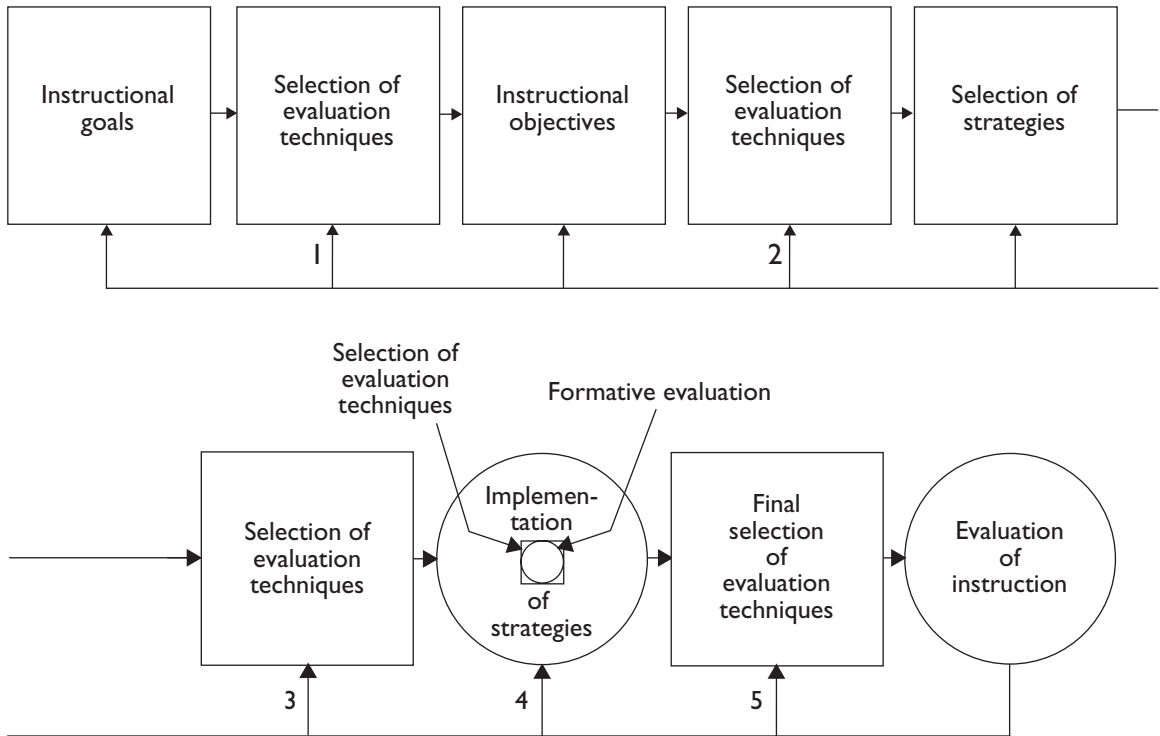 Instructional
goals
Selection of
evaluation
techniques
Instructional
objectives
Selection of
evaluation
techniques
Selection of
strategies
1
2
Selection of
evaluation
techniques
Formative evaluation
Selection of
evaluation
techniques
Implemen-
tation
of
strategies
Final
selection
of
evaluation
techniques
Evaluation
of
instruction
3
4
5